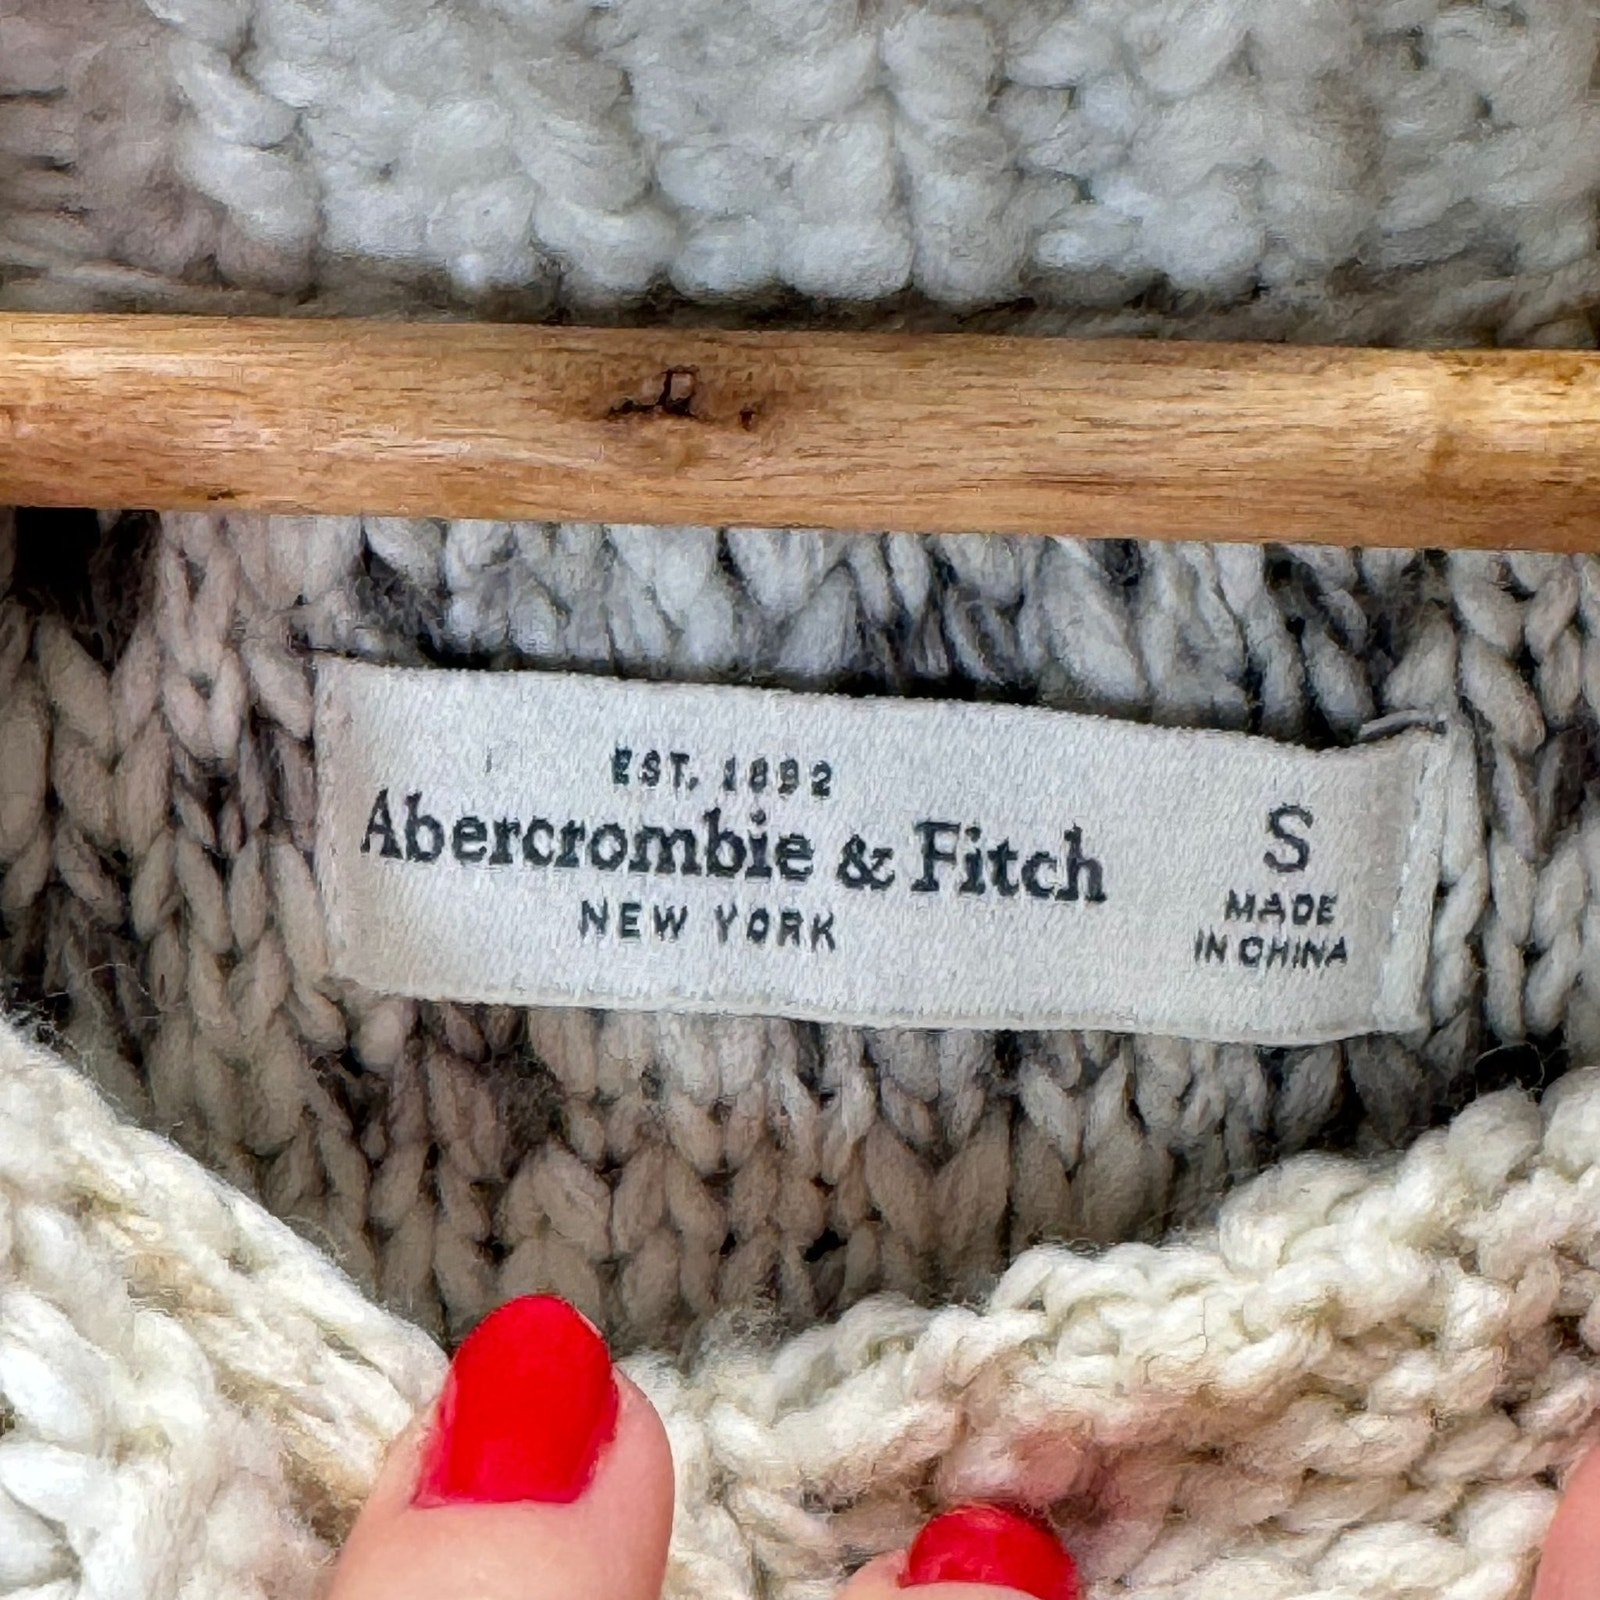 EST. 1892
Abercrombie & Fitch
NEW YORK
S
MADE
IN CHINA